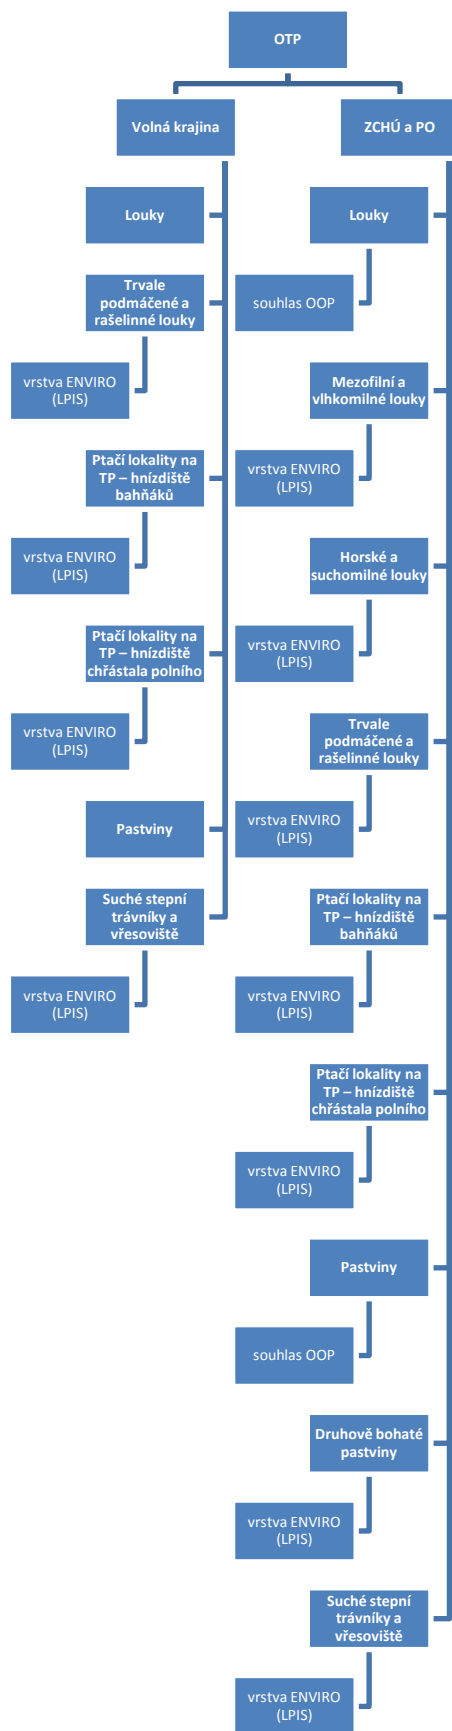 OTP
Volná krajina
Louky
Trvale
podmáčené a
rašelinné louky
vrstva ENVIRO
(LPIS)
Ptačí lokality na
TP – hnízdiště
bahňáků
vrstva ENVIRO
(LPIS)
Ptačí lokality na
TP – hnízdiště
chřástala polního
vrstva ENVIRO
(LPIS)
Pastviny
Suché stepní
trávníky a
vřesoviště
vrstva ENVIRO
(LPIS)
ZCHÚ a PO
Louky
souhlas OOP
Mezofilní a
vlhkomilné louky
vrstva ENVIRO
(LPIS)
Horské a
suchomilné louky
vrstva ENVIRO
(LPIS)
Trvale
podmáčené a
rašelinné louky
vrstva ENVIRO
(LPIS)
Ptačí lokality na
TP – hnízdiště
bahňáků
vrstva ENVIRO
(LPIS)
Ptačí lokality na
TP – hnízdiště
chřástala polního
vrstva ENVIRO
(LPIS)
Pastviny
souhlas OOP
Druhově bohaté
pastviny
vrstva ENVIRO
(LPIS)
Suché stepní
trávníky a
vřesoviště
vrstva ENVIRO
(LPIS)